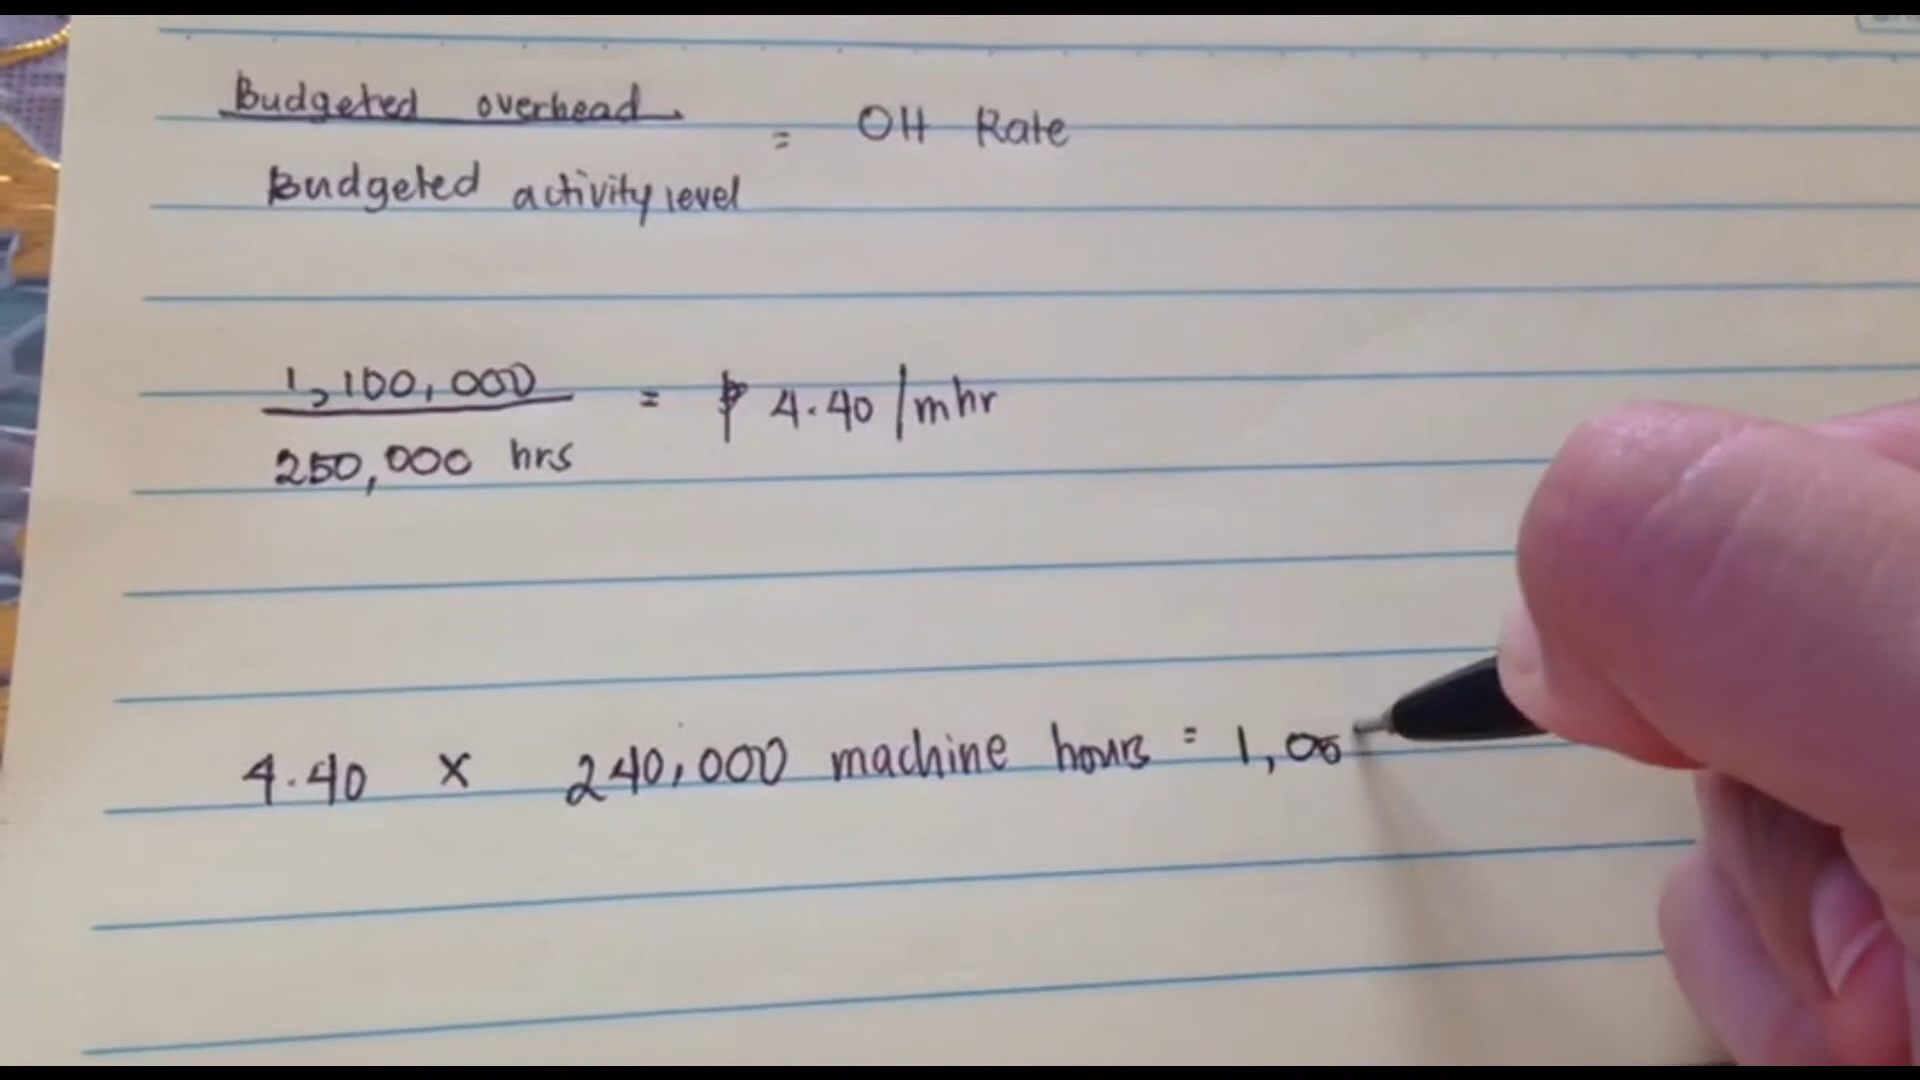 Budgeted overhead = OH Rate
Budgeted activity level
1,100,000 = ₱ 4.40 / mhr
250,000 hrs
4.40 x 240,000 machine hours = 1,05